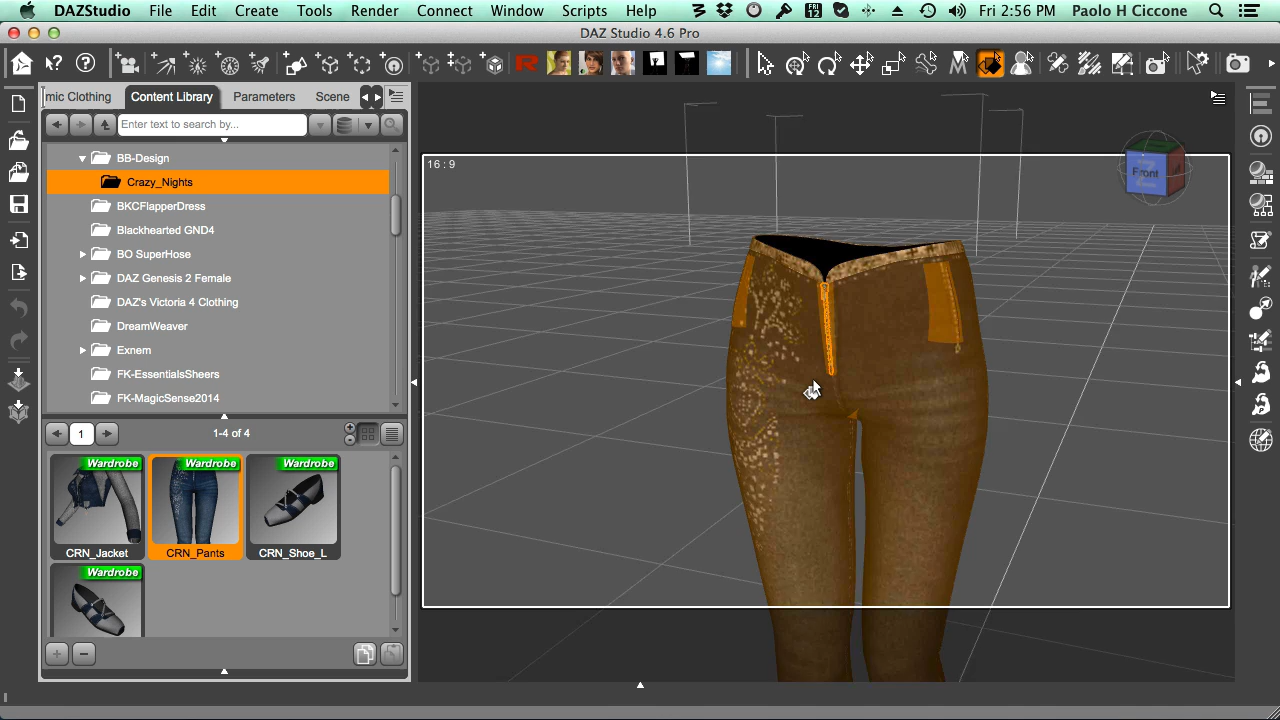 DAZStudio File Edit Create Tools Render Connect Window Scripts Help FRI 12 Fri 2:56 PM Paolo H Ciccone
DAZ Studio 4.6 Pro
mic Clothing Content Library Parameters Scene
Enter text to search by...
BB-Design
Crazy_Nights
BKCFlapperDress
Blackhearted GND4
BO SuperHose
DAZ Genesis 2 Female
DAZ's Victoria 4 Clothing
DreamWeaver
Exnem
FK-EssentialsSheers
FK-MagicSense2014
1 1-4 of 4
Wardrobe Wardrobe Wardrobe
CRN_Jacket CRN_Pants CRN_Shoe_L
Wardrobe
16 : 9
Front